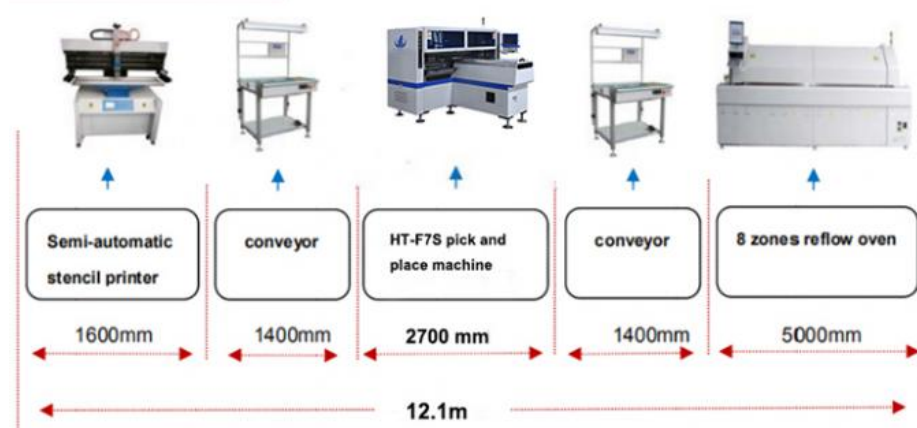 Semi-automatic
stencil printer
conveyor
HT-F7S pick and
place machine
conveyor
8 zones reflow oven
1600mm
1400mm
2700 mm
1400mm
5000mm
12.1m